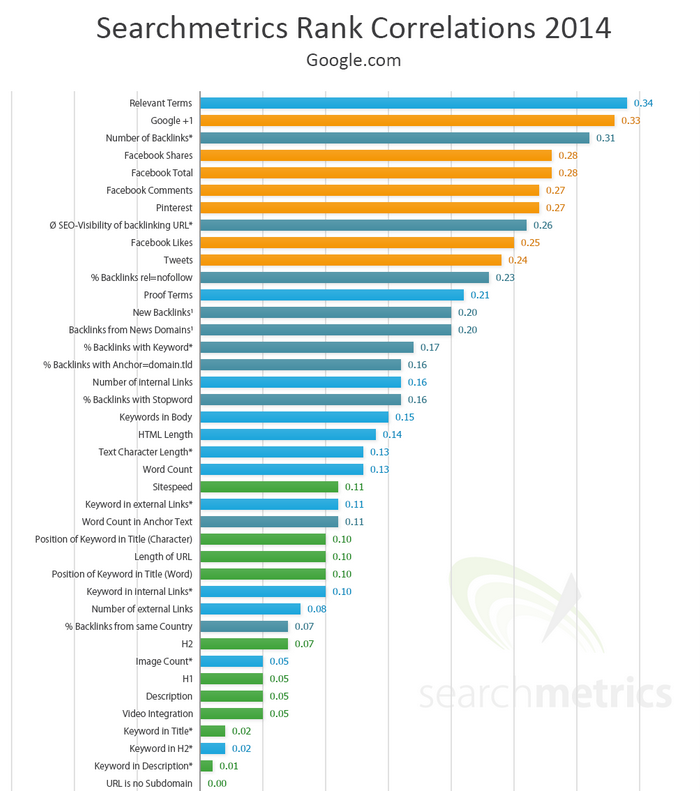 Searchmetrics Rank Correlations 2014
Google.com
Relevant Terms 0.34
Google +1 0.33
Number of Backlinks* 0.31
Facebook Shares 0.28
Facebook Total 0.28
Facebook Comments 0.27
Pinterest 0.27
Ø SEO-Visibility of backlinking URL* 0.26
Facebook Likes 0.25
Tweets 0.24
% Backlinks rel=nofollow 0.23
Proof Terms 0.21
New Backlinks¹ 0.20
Backlinks from News Domains¹ 0.20
% Backlinks with Keyword* 0.17
% Backlinks with Anchor=domain.tld 0.16
Number of internal Links 0.16
% Backlinks with Stopword 0.16
Keywords in Body 0.15
HTML Length 0.14
Text Character Length* 0.13
Word Count 0.13
Sitespeed 0.11
Keyword in external Links* 0.11
Word Count in Anchor Text 0.11
Position of Keyword in Title (Character) 0.10
Length of URL 0.10
Position of Keyword in Title (Word) 0.10
Keyword in internal Links* 0.10
Number of external Links 0.08
% Backlinks from same Country 0.07
H2 0.07
Image Count* 0.05
H1 0.05
Description 0.05
Video Integration 0.05
Keyword in Title* 0.02
Keyword in H2* 0.02
Keyword in Description* 0.01
URL is no Subdomain 0.00
searchmetrics